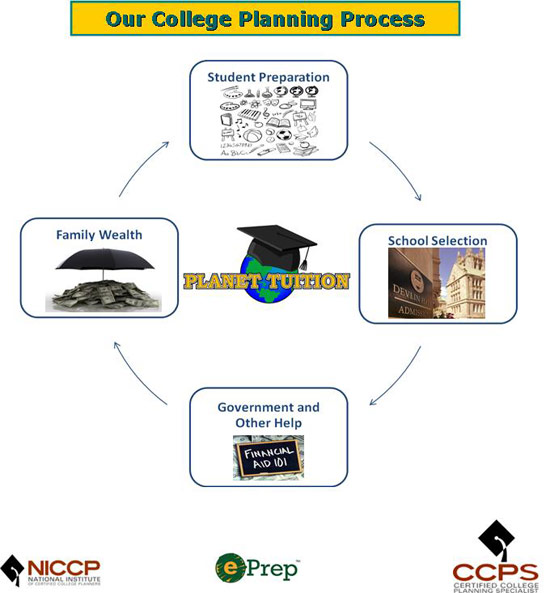 Our College Planning Process
Student Preparation
Family Wealth
PLANET TUITION
School Selection
DEVLIN
ADMIS
Government and
Other Help
FINANCIAL
AID 101
NICCP
NATIONAL INSTITUTE
OF CERTIFIED COLLEGE PLANNERS
ePrep™
CCPS
CERTIFIED COLLEGE
PLANNING SPECIALIST